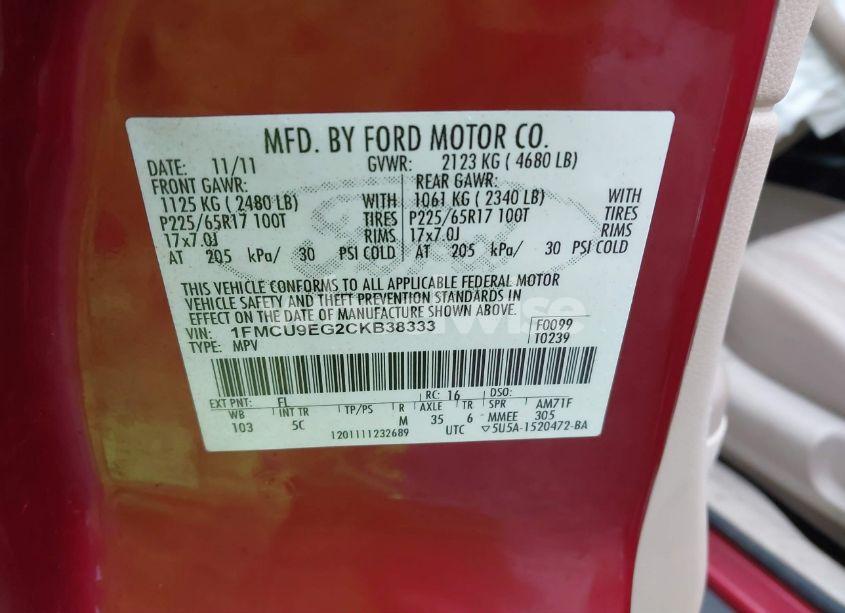 MFD. BY FORD MOTOR CO.
DATE: 11/11 GVWR: 2123 KG ( 4680 LB)
FRONT GAWR: REAR GAWR:
1125 KG ( 2480 LB) WITH 1061 KG ( 2340 LB) WITH
P225/65R17 100T TIRES P225/65R17 100T TIRES
17x7.0J RIMS 17x7.0J RIMS
AT 205 kPa/ 30 PSI COLD AT 205 kPa/ 30 PSI COLD
THIS VEHICLE CONFORMS TO ALL APPLICABLE FEDERAL MOTOR
VEHICLE SAFETY AND THEFT PREVENTION STANDARDS IN
EFFECT ON THE DATE OF MANUFACTURE SHOWN ABOVE.
VIN: 1FMCU9EG2CKB38333 F0099
TYPE: MPV T0239
EXT PNT: EL RC: 16 DSO:
WB INT TR TP/PS R AXLE TR SPR AM71F
103 5C M 35 6 MMEE 305
1201111232689 UTC ▽5U5A-1520472-BA